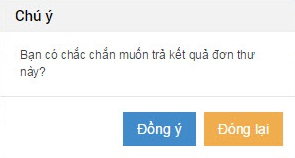 Chú ý
Bạn có chắc chắn muốn trả kết quả đơn thư
này?
Đồng ý
Đóng lại